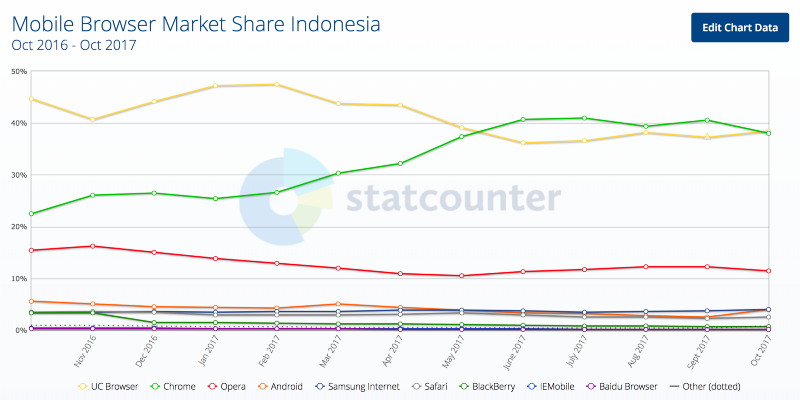 Mobile Browser Market Share Indonesia
Oct 2016 - Oct 2017
Edit Chart Data
50%
40%
30%
20%
10%
0%
statcounter
Nov 2016
Dec 2016
Jan 2017
Feb 2017
Mar 2017
Apr 2017
May 2017
June 2017
July 2017
Aug 2017
Sept 2017
Oct 2017
UC Browser Chrome Opera Android Samsung Internet Safari BlackBerry IEMobile Baidu Browser Other (dotted)